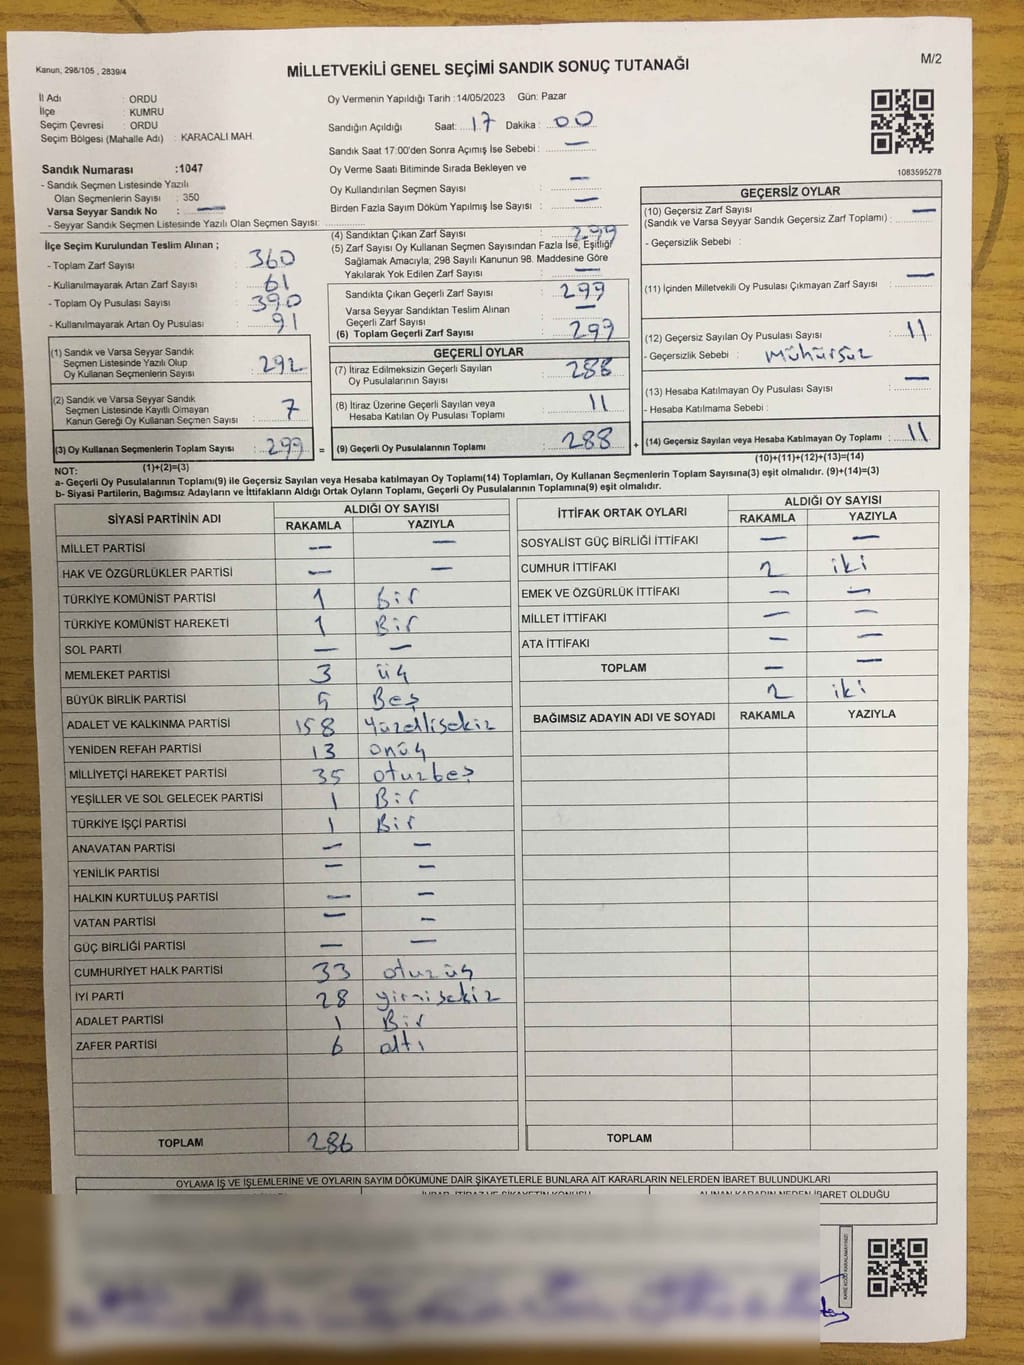 Kanun; 298/105 , 2839/4
MİLLETVEKİLİ GENEL SEÇİMİ SANDIK SONUÇ TUTANAĞI
M/2
İl Adı : ORDU
İlçe : KUMRU
Seçim Çevresi : ORDU
Seçim Bölgesi (Mahalle Adı) : KARACALI MAH.
Oy Vermenin Yapıldığı Tarih :14/05/2023 Gün: Pazar
Sandığın Açıldığı Saat: 17 Dakika : 00
Sandık Saat 17:00'den Sonra Açımış İse Sebebi : —
Oy Verme Saati Bitiminde Sırada Bekleyen ve
Oy Kullandırılan Seçmen Sayısı : —
Birden Fazla Sayım Döküm Yapılmış İse Sayısı : —
1083595278
Sandık Numarası :1047
- Sandık Seçmen Listesinde Yazılı
Olan Seçmenlerin Sayısı : 350
Varsa Seyyar Sandık No : —
- Seyyar Seçmen Listesinde Yazılı Olan Seçmen Sayısı:
İlçe Seçim Kurulundan Teslim Alınan ;
- Toplam Zarf Sayısı : 360
- Kullanılmayarak Artan Zarf Sayısı : 61
- Toplam Oy Pusulası Sayısı : 390
- Kullanılmayarak Artan Oy Pusulası : 91
(1) Sandık ve Varsa Seyyar Sandık
Seçmen Listesinde Yazılı Olup
Oy Kullanan Seçmenlerin Sayısı : 292
(2) Sandık ve Varsa Seyyar Sandık
Seçmen Listesinde Kayıtlı Olmayan
Kanun Gereği Oy Kullanan Seçmen Sayısı : 7
(3) Oy Kullanan Seçmenlerin Toplam Sayısı : 299
(1)+(2)=(3)
(4) Sandıktan Çıkan Zarf Sayısı : 299
(5) Zarf Sayısı Oy Kullanan Seçmen Sayısından Fazla İse, Eşitliği
Sağlamak Amacıyla, 298 Sayılı Kanunun 98. Maddesine Göre
Yakılarak Yok Edilen Zarf Sayısı : —
Sandıkta Çıkan Geçerli Zarf Sayısı : 299
Varsa Seyyar Sandıktan Teslim Alınan
Geçerli Zarf Sayısı : —
(6) Toplam Geçerli Zarf Sayısı : 299
GEÇERLİ OYLAR
(7) İtiraz Edilmeksizin Geçerli Sayılan
Oy Pusulalarının Sayısı : 288
(8) İtiraz Üzerine Geçerli Sayılan veya
Hesaba Katılan Oy Pusulası Toplamı : 11
= (9) Geçerli Oy Pusulalarının Toplamı : 288
GEÇERSİZ OYLAR
(10) Geçersiz Zarf Sayısı
(Sandık ve Varsa Seyyar Sandık Geçersiz Zarf Toplamı) : —
- Geçersizlik Sebebi :
(11) İçinden Milletvekili Oy Pusulası Çıkmayan Zarf Sayısı : —
(12) Geçersiz Sayılan Oy Pusulası Sayısı : 11
- Geçersizlik Sebebi : mühürsüz
(13) Hesaba Katılmayan Oy Pusulası Sayısı : —
- Hesaba Katılmama Sebebi :
+ (14) Geçersiz Sayılan veya Hesaba Katılmayan Oy Toplamı : 11
(10)+(11)+(12)+(13)=(14)
NOT:
a- Geçerli Oy Pusulalarının Toplamı(9) ile Geçersiz Sayılan veya Hesaba katılmayan Oy Toplamı(14) Toplamları, Oy Kullanan Seçmenlerin Toplam Sayısına(3) eşit olmalıdır. (9)+(14)=(3)
b- Siyasi Partilerin, Bağımsız Adayların ve İttifakların Aldığı Ortak Oyların Toplamı, Geçerli Oy Pusulalarının Toplamına(9) eşit olmalıdır.
SİYASİ PARTİNİN ADI ALDIĞI OY SAYISI
RAKAMLA YAZIYLA
MİLLET PARTİSİ — —
HAK VE ÖZGÜRLÜKLER PARTİSİ — —
TÜRKİYE KOMÜNİST PARTİSİ 1 Bir
TÜRKİYE KOMÜNİST HAREKETİ 1 Bir
SOL PARTİ — —
MEMLEKET PARTİSİ 3 üç
BÜYÜK BİRLİK PARTİSİ 5 Beş
ADALET VE KALKINMA PARTİSİ 158 Yüzellisekiz
YENİDEN REFAH PARTİSİ 13 onüç
MİLLİYETÇİ HAREKET PARTİSİ 35 otuzbeş
YEŞİLLER VE SOL GELECEK PARTİSİ 1 Bir
TÜRKİYE İŞÇİ PARTİSİ 1 Bir
ANAVATAN PARTİSİ — —
YENİLİK PARTİSİ — —
HALKIN KURTULUŞ PARTİSİ — —
VATAN PARTİSİ — —
GÜÇ BİRLİĞİ PARTİSİ — —
CUMHURİYET HALK PARTİSİ 33 otuzüç
İYİ PARTİ 28 yirmisekiz
ADALET PARTİSİ 1 Bir
ZAFER PARTİSİ 6 altı
TOPLAM 286
İTTİFAK ORTAK OYLARI ALDIĞI OY SAYISI
RAKAMLA YAZIYLA
SOSYALİST GÜÇ BİRLİĞİ İTTİFAKI — —
CUMHUR İTTİFAKI 2 iki
EMEK VE ÖZGÜRLÜK İTTİFAKI — —
MİLLET İTTİFAKI — —
ATA İTTİFAKI — —
TOPLAM — —
2 iki
BAĞIMSIZ ADAYIN ADI VE SOYADI RAKAMLA YAZIYLA
TOPLAM
OYLAMA İŞ VE İŞLEMLERİNE VE OYLARIN SAYIM DÖKÜMÜNE DAİR ŞİKAYETLERLE BUNLARA AİT KARARLARIN NELERDEN İBARET BULUNDUKLARI
İHBAR, İTİRAZ VE ŞİKAYETİN KONUSU
ALINAN KARARIN NEDEN İBARET OLDUĞU
KARE KODU KARALAMAYINIZ!